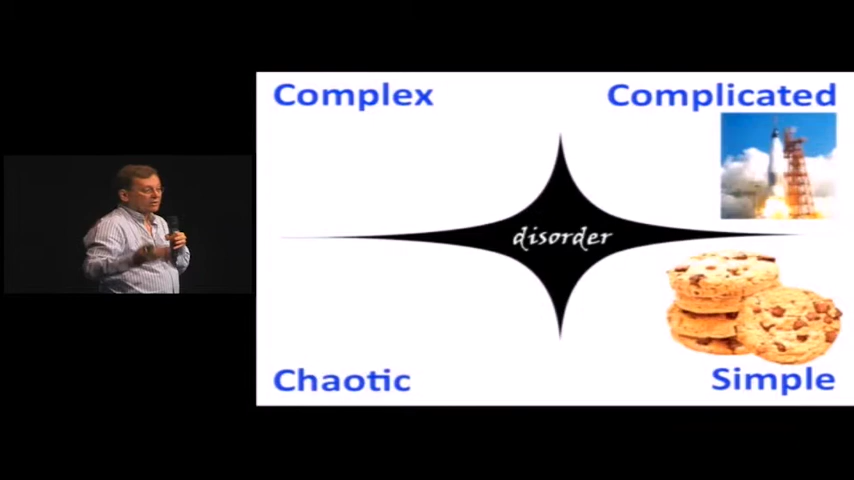 Complex
Complicated
disorder
Chaotic
Simple